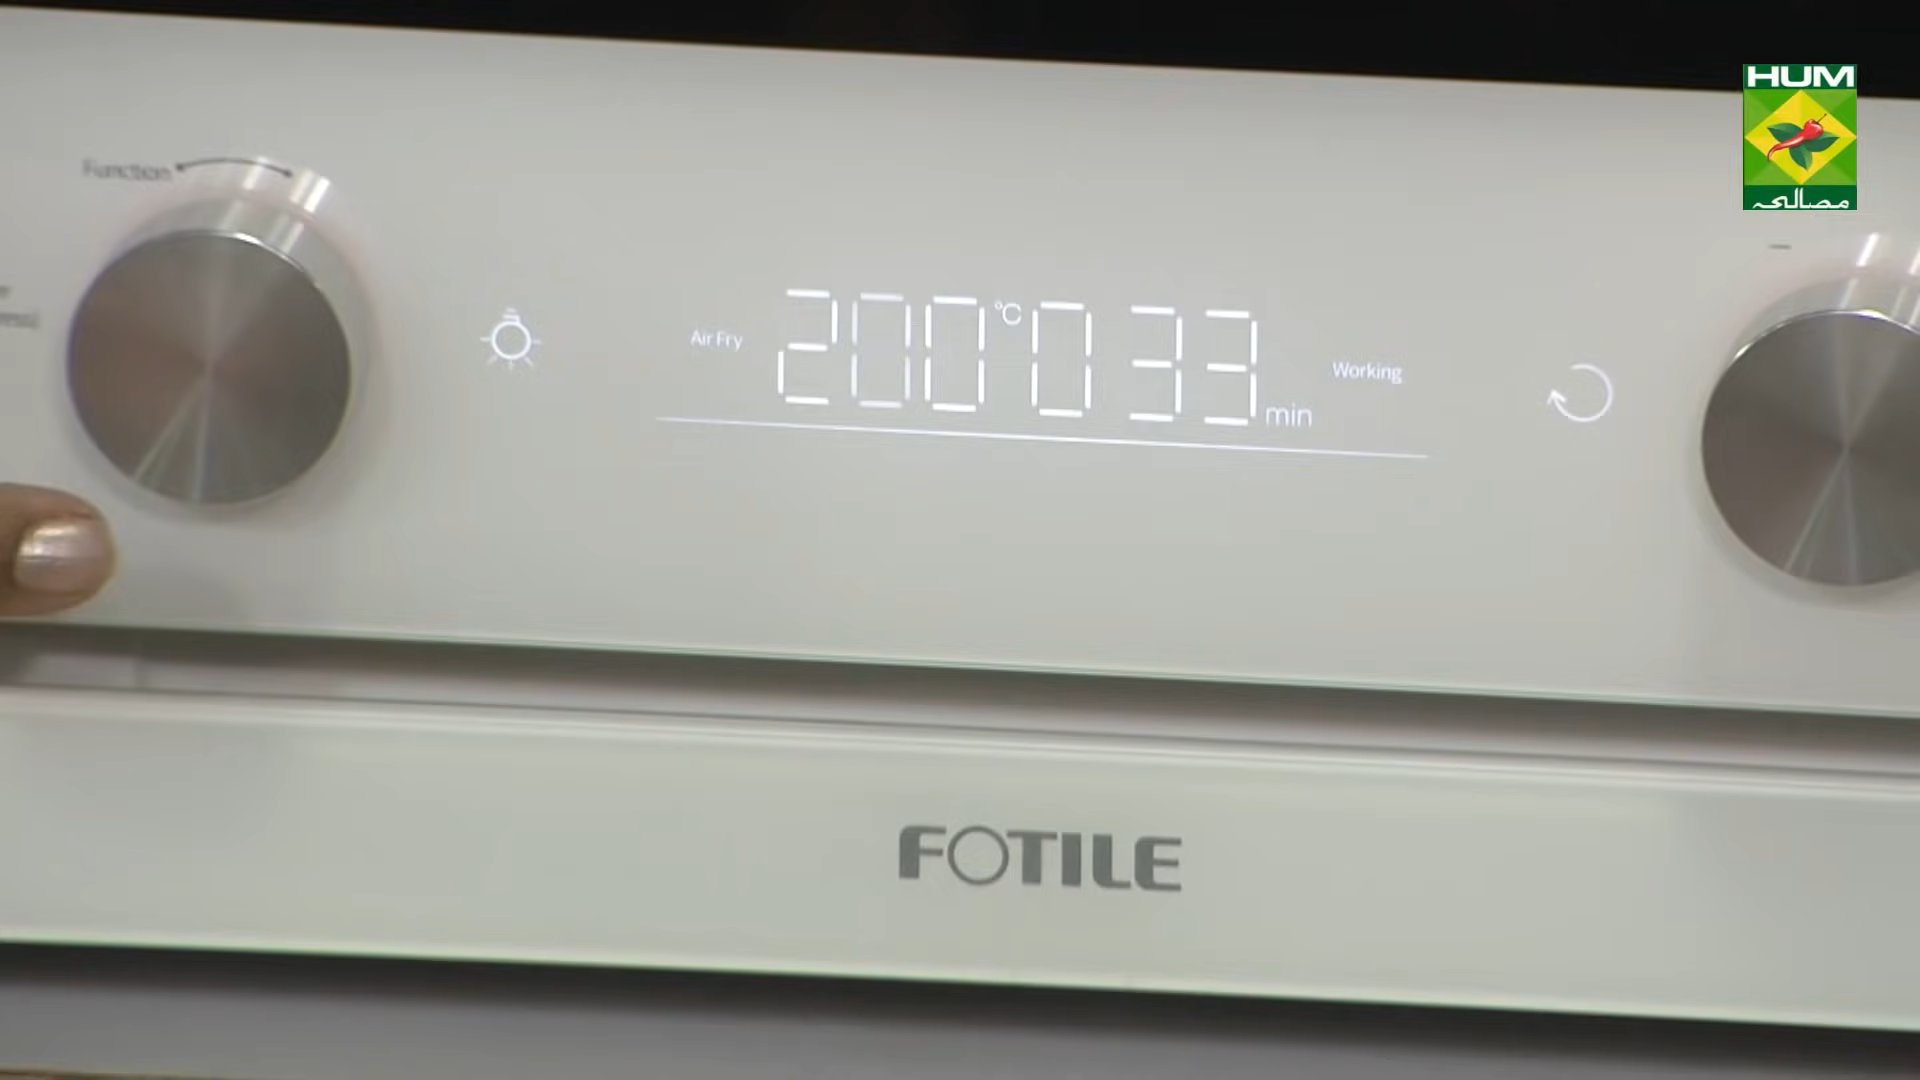 HUM
مصالحہ
Function
Air Fry 200°C 033 min Working
FOTILE